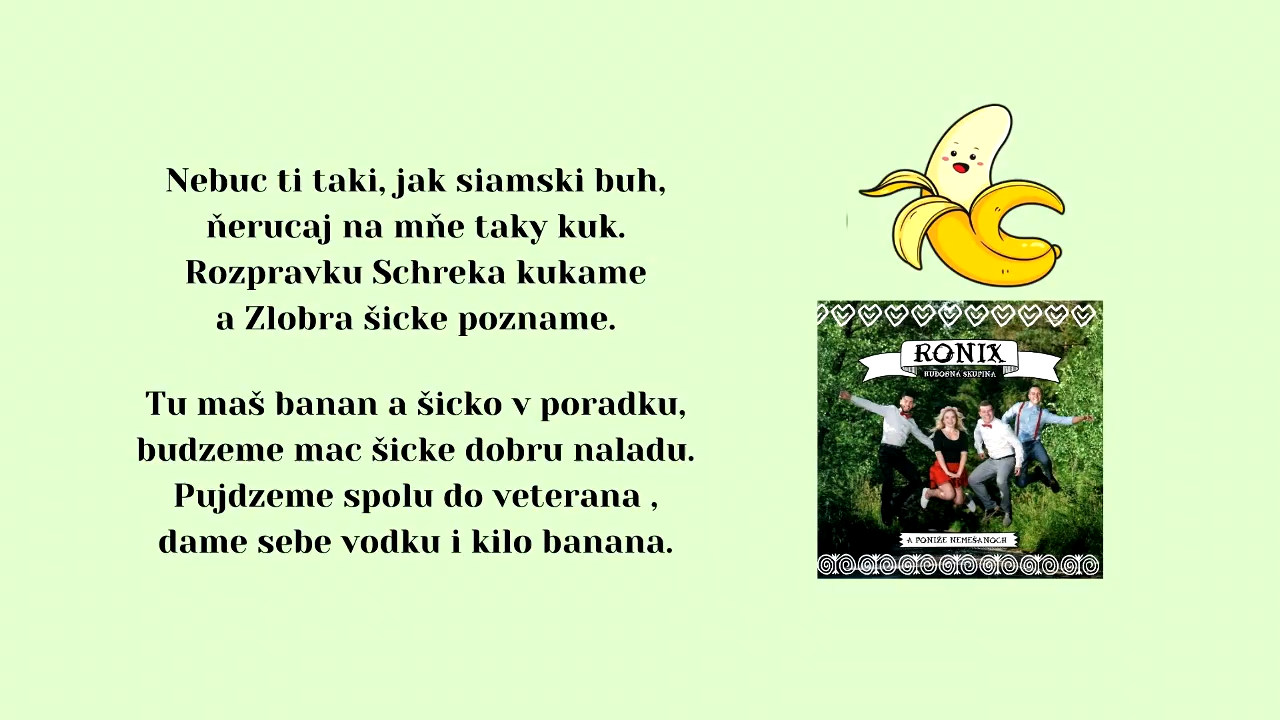 Nebuc ti taki, jak siamski buh,
ňerucaj na mňe taky kuk.
Rozpravku Schreka kukame
a Zlobra šicke pozname.
Tu maš banan a šicko v poradku,
budzeme mac šicke dobru naladu.
Pujdzeme spolu do veterana ,
dame sebe vodku i kilo banana.
RONIX
HUDOBNA SKUPINA
A PONIŽE NEMEŠANOCH